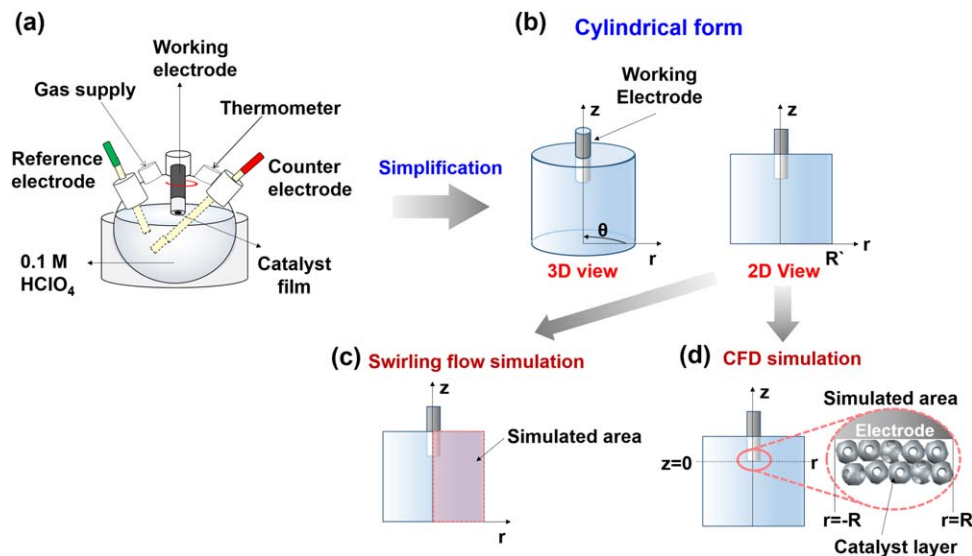 (a)
Working
electrode
Gas supply
Thermometer
Reference
electrode
Counter
electrode
0.1 M
HClO₄
Catalyst
film
Simplification
(b)
Cylindrical form
Working
Electrode
z
θ
r
3D view
z
r
R`
2D View
(c)
Swirling flow simulation
z
Simulated area
r
(d)
CFD simulation
z
Simulated area
Electrode
z=0
r
r=-R
r=R
Catalyst layer